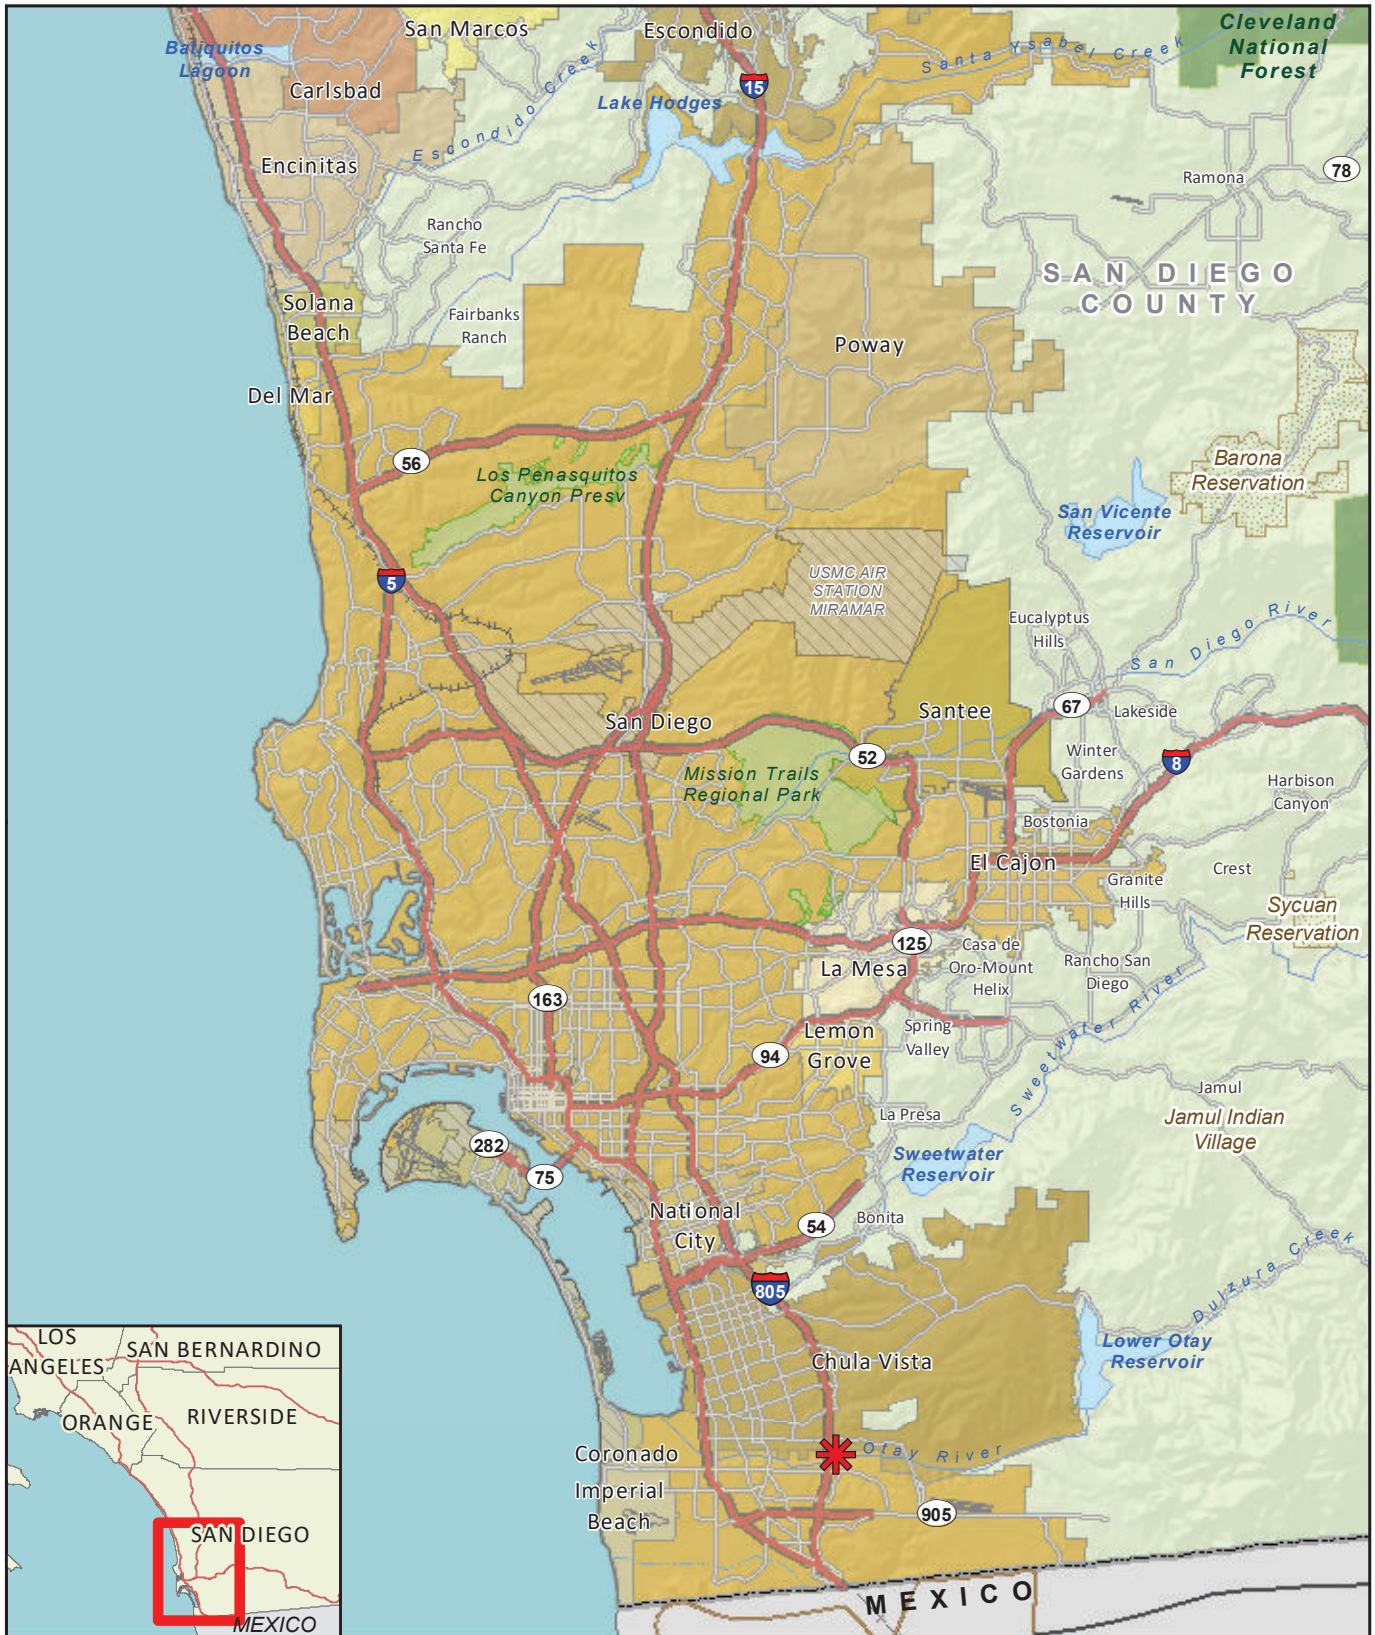 San Marcos
Escondido
Cleveland
National
Forest
Batiquitos
Lagoon
Carlsbad
Escondido Creek
Lake Hodges
15
Santa Ysabel Creek
Encinitas
Ramona
78
Rancho
Santa Fe
SAN DIEGO
COUNTY
Solana
Beach
Fairbanks
Ranch
Poway
Del Mar
56
Los Penasquitos
Canyon Presv
Barona
Reservation
San Vicente
Reservoir
5
USMC AIR
STATION
MIRAMAR
Eucalyptus
Hills
San Diego River
San Diego
Santee
67
Lakeside
52
Winter
Gardens
8
Mission Trails
Regional Park
Harbison
Canyon
Bostonia
El Cajon
Granite
Hills
Crest
Sycuan
Reservation
125
Casa de
Oro-Mount
Helix
La Mesa
Rancho San
Diego
163
Lemon
Grove
Spring
Valley
Sweetwater River
94
Jamul
La Presa
Jamul Indian
Village
282
75
Sweetwater
Reservoir
National
City
54
Bonita
805
Dulzura Creek
Lower Otay
Reservoir
Chula Vista
Otay River
Coronado
Imperial
Beach
905
MEXICO
LOS
ANGELES
SAN BERNARDINO
ORANGE
RIVERSIDE
SAN DIEGO
MEXICO